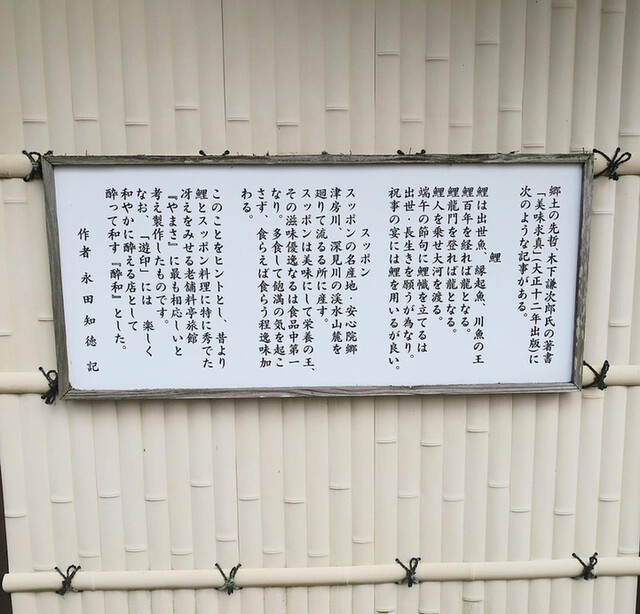 郷土の先哲、木下謙次郎氏の著書
「美味求真」(大正十二年出版)に
次のような記事がある。
鯉
鯉は出世魚、縁起魚、川魚の王
鯉百年を経れば龍となる。
鯉龍門を登れば龍となる。
鯉人を乗せ大河を渡る。
端午の節句に鯉幟を立てるは
出世・長生きを願うが為なり。
祝事の宴には鯉を用いるが良い。
スッポン
スッポンの名産地・安心院郷
津房川、深見川の渓水山麓を
廻りて流るる所に産す。
スッポンは美味にして栄養の王、
その滋味優逸なるは食品中第一
なり。多食して飽満の気を起こ
さず、食らえば食らう程逸味加
わる。
このことをヒントとし、昔より
鯉とスッポン料理に特に秀でた
冴えをみせる老舗料亭旅館
『やまさ』に最も相応しいと
考え製作したものです。
なお、「遊印」には 楽しく
和やかに酔える店として
酔って和す『酔和』とした。
作者 永田知徳 記